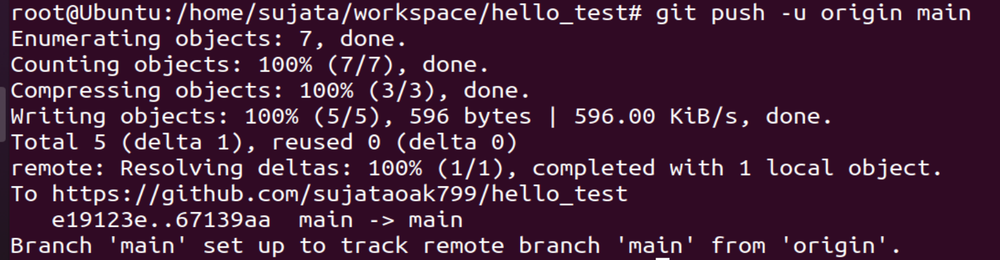 root@Ubuntu:/home/sujata/workspace/hello_test# git push -u origin main
Enumerating objects: 7, done.
Counting objects: 100% (7/7), done.
Compressing objects: 100% (3/3), done.
Writing objects: 100% (5/5), 596 bytes | 596.00 KiB/s, done.
Total 5 (delta 1), reused 0 (delta 0)
remote: Resolving deltas: 100% (1/1), completed with 1 local object.
To https://github.com/sujataoak799/hello_test
   e19123e..67139aa  main -> main
Branch 'main' set up to track remote branch 'main' from 'origin'.